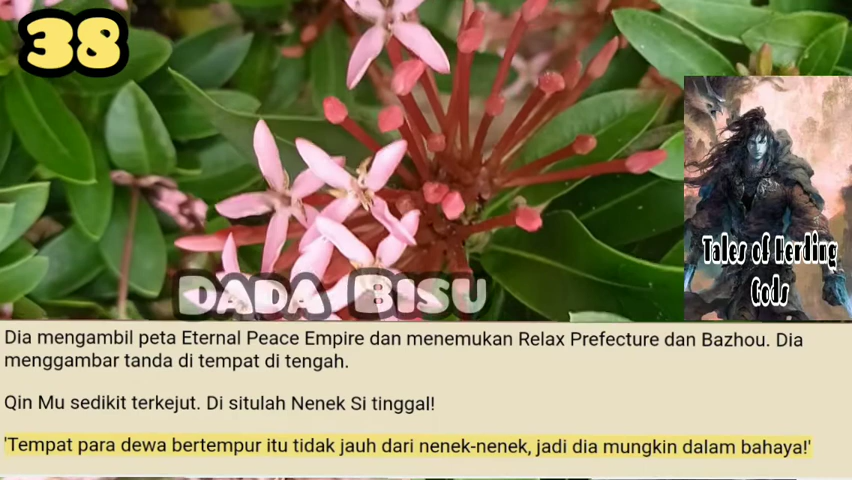 38
DADA BISU
Tales of Herding
Gods
Dia mengambil peta Eternal Peace Empire dan menemukan Relax Prefecture dan Bazhou. Dia
menggambar tanda di tempat di tengah.
Qin Mu sedikit terkejut. Di situlah Nenek Si tinggal!
'Tempat para dewa bertempur itu tidak jauh dari nenek-nenek, jadi dia mungkin dalam bahaya!'